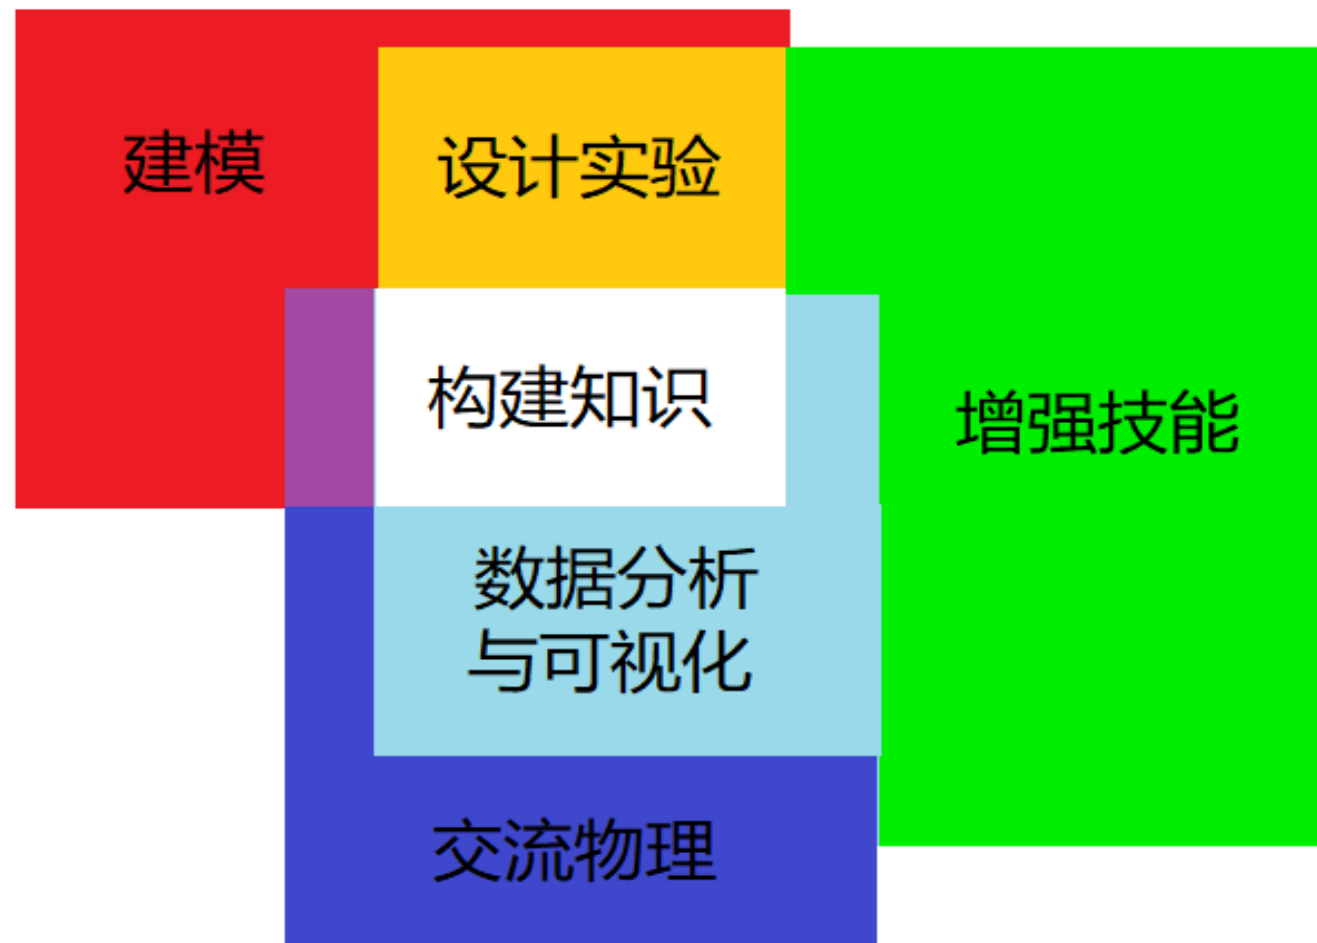 建模
设计实验
构建知识
增强技能
数据分析
与可视化
交流物理